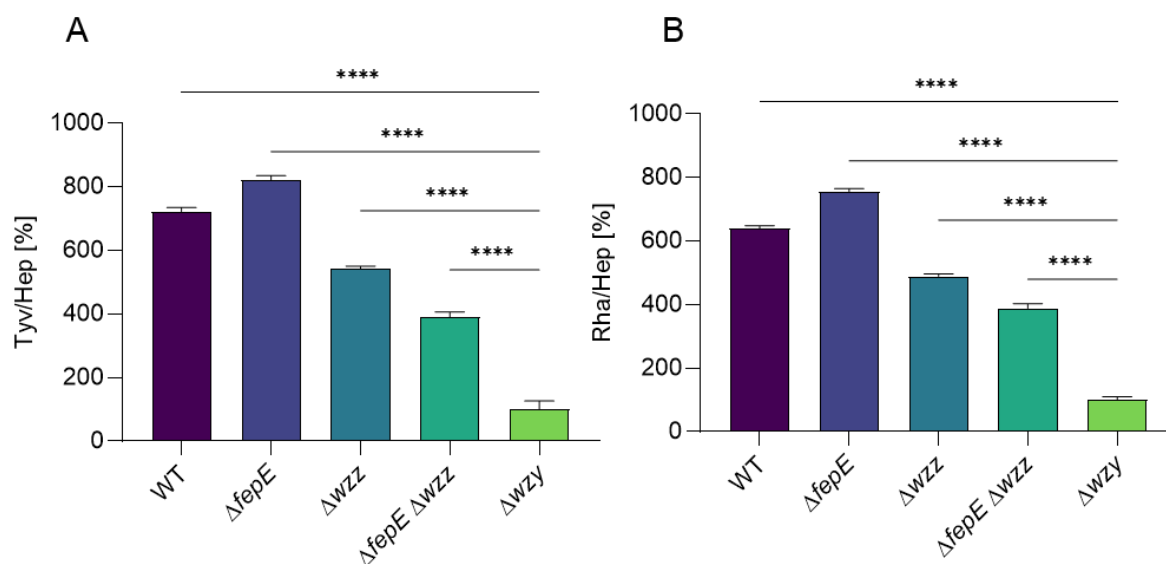 A
****
****
****
****
1000
800
600
400
200
0
Tyv/Hep [%]
WT
ΔfepE
Δwzz
ΔfepE Δwzz
Δwzy
B
****
****
****
****
1000
800
600
400
200
0
Rha/Hep [%]
WT
ΔfepE
Δwzz
ΔfepE Δwzz
Δwzy